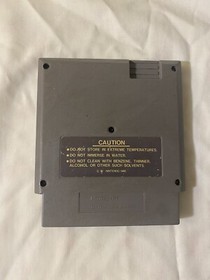 CAUTION
• DO NOT STORE IN EXTREME TEMPERATURES.
• DO NOT IMMERSE IN WATER.
• DO NOT CLEAN WITH BENZENE, THINNER,
ALCOHOL OR OTHER SUCH SOLVENTS.